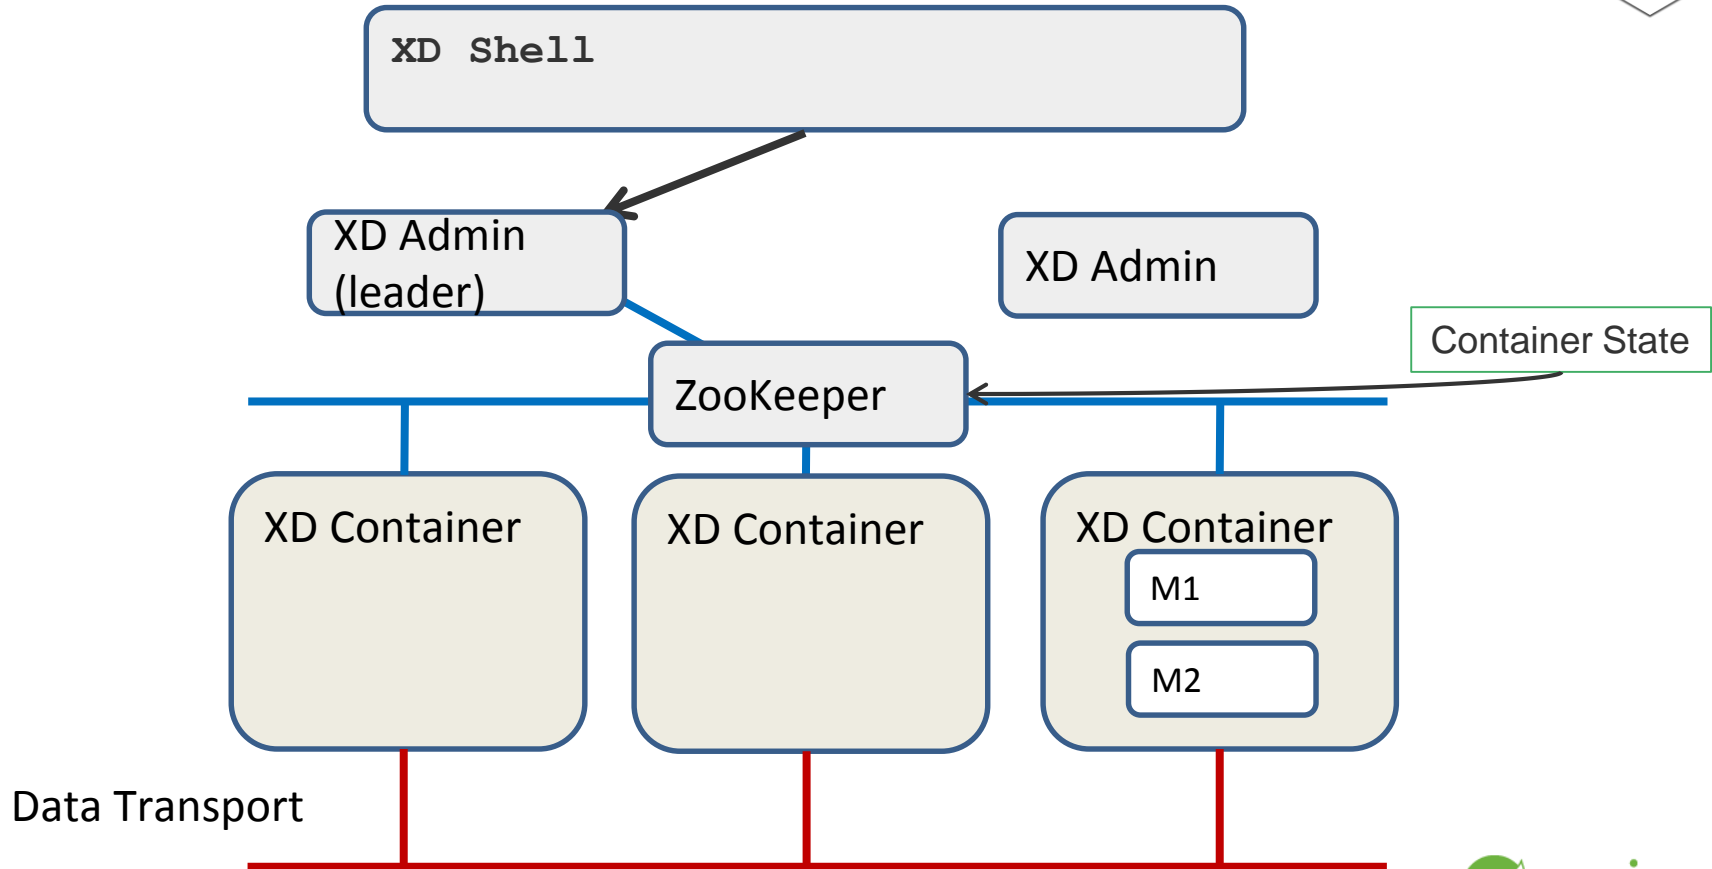 XD Shell
XD Admin
(leader)
XD Admin
Container State
ZooKeeper
XD Container
XD Container
XD Container
M1
M2
Data Transport